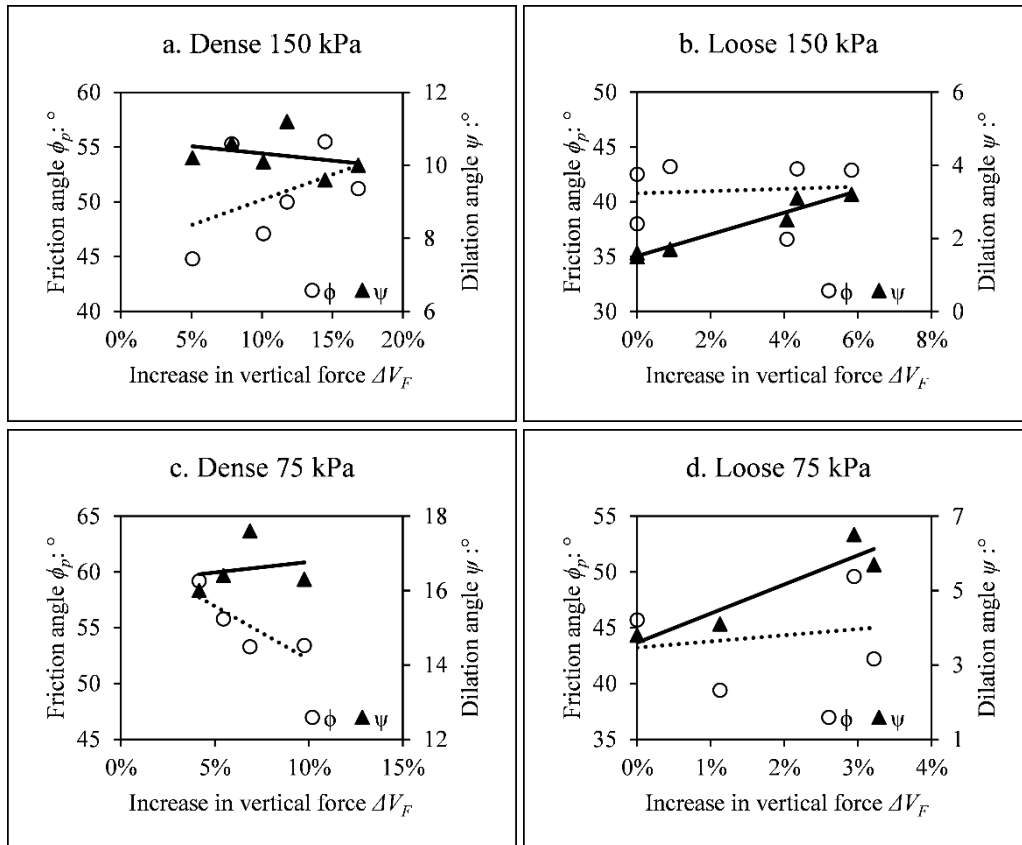 a. Dense 150 kPa
Friction angle ϕp: °
60
55
50
45
40
12
10
8
6
Dilation angle ψ :°
ϕ ψ
0% 5% 10% 15% 20%
Increase in vertical force ΔVF
b. Loose 150 kPa
Friction angle ϕp: °
50
45
40
35
30
6
4
2
0
Dilation angle ψ :°
ϕ ψ
0% 2% 4% 6% 8%
Increase in vertical force ΔVF
c. Dense 75 kPa
Friction angle ϕp: °
65
60
55
50
45
18
16
14
12
Dilation angle ψ :°
ϕ ψ
0% 5% 10% 15%
Increase in vertical force ΔVF
d. Loose 75 kPa
Friction angle ϕp: °
55
50
45
40
35
7
5
3
1
Dilation angle ψ :°
ϕ ψ
0% 1% 2% 3% 4%
Increase in vertical force ΔVF